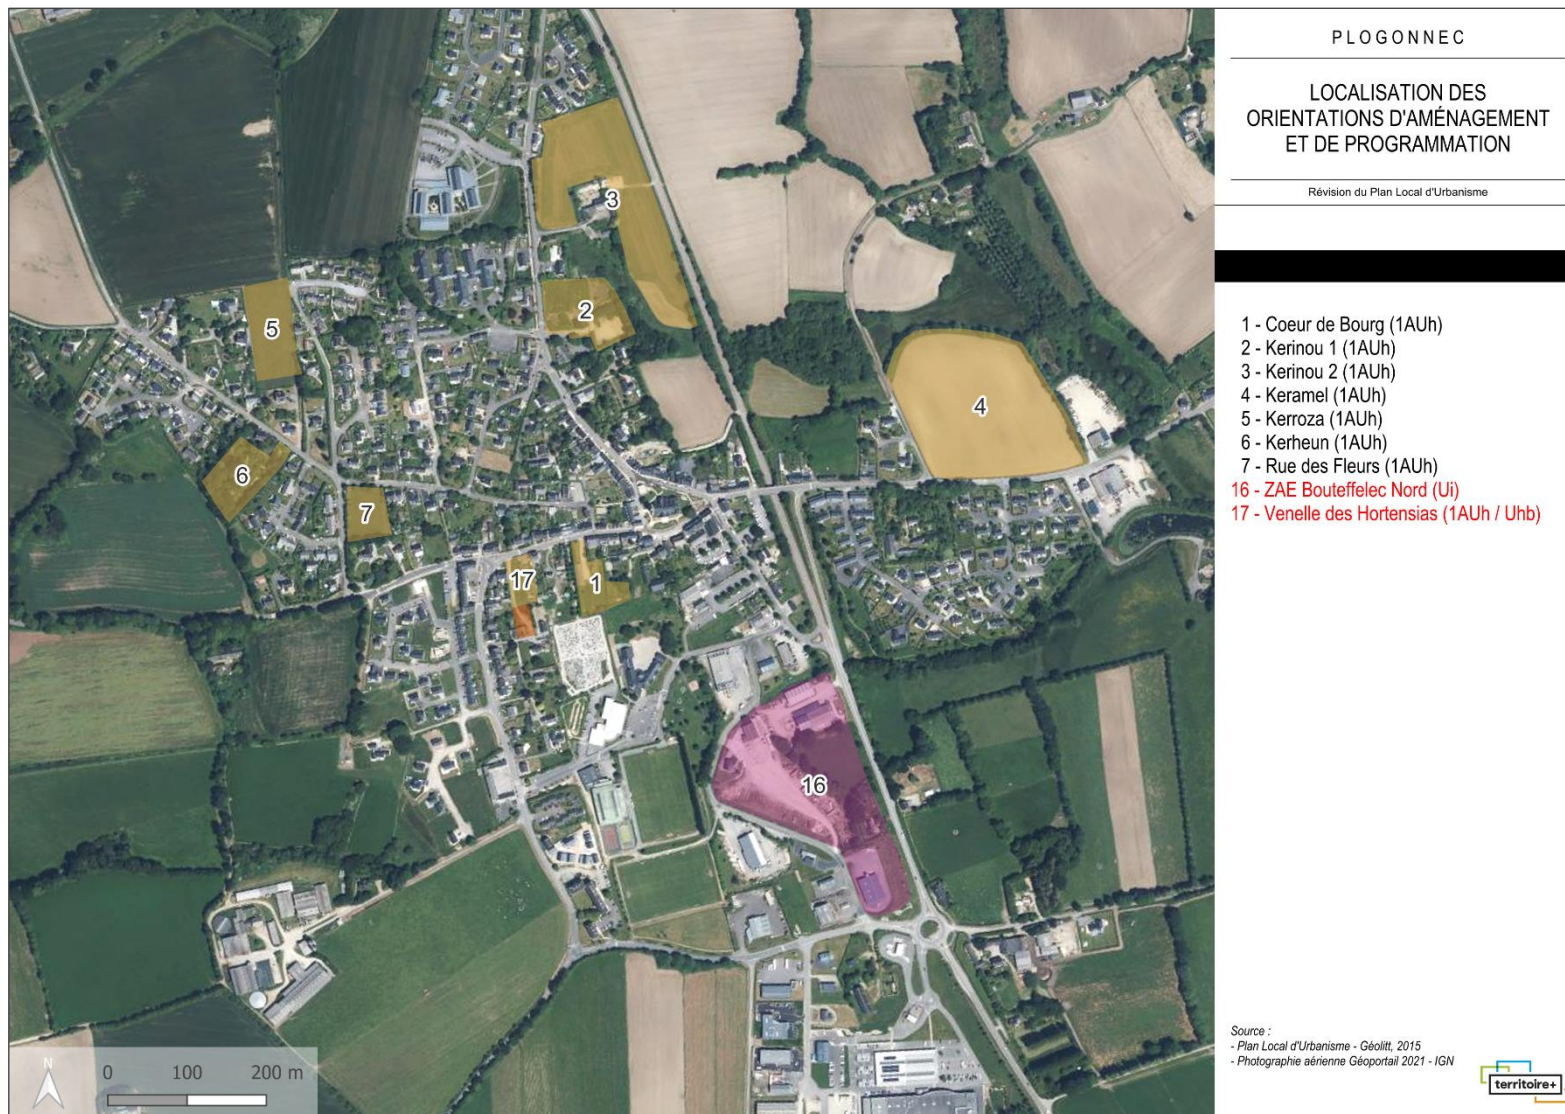 PLOGONNEC
LOCALISATION DES
ORIENTATIONS D'AMÉNAGEMENT
ET DE PROGRAMMATION
Révision du Plan Local d'Urbanisme
1 - Coeur de Bourg (1AUh)
2 - Kerinou 1 (1AUh)
3 - Kerinou 2 (1AUh)
4 - Keramel (1AUh)
5 - Kerroza (1AUh)
6 - Kerheun (1AUh)
7 - Rue des Fleurs (1AUh)
16 - ZAE Bouteffelec Nord (Ui)
17 - Venelle des Hortensias (1AUh / Uhb)
3
2
5
4
6
7
17
1
16
N
0 100 200 m
Source :
- Plan Local d'Urbanisme - Géolitt, 2015
- Photographie aérienne Géoportail 2021 - IGN
territoire+